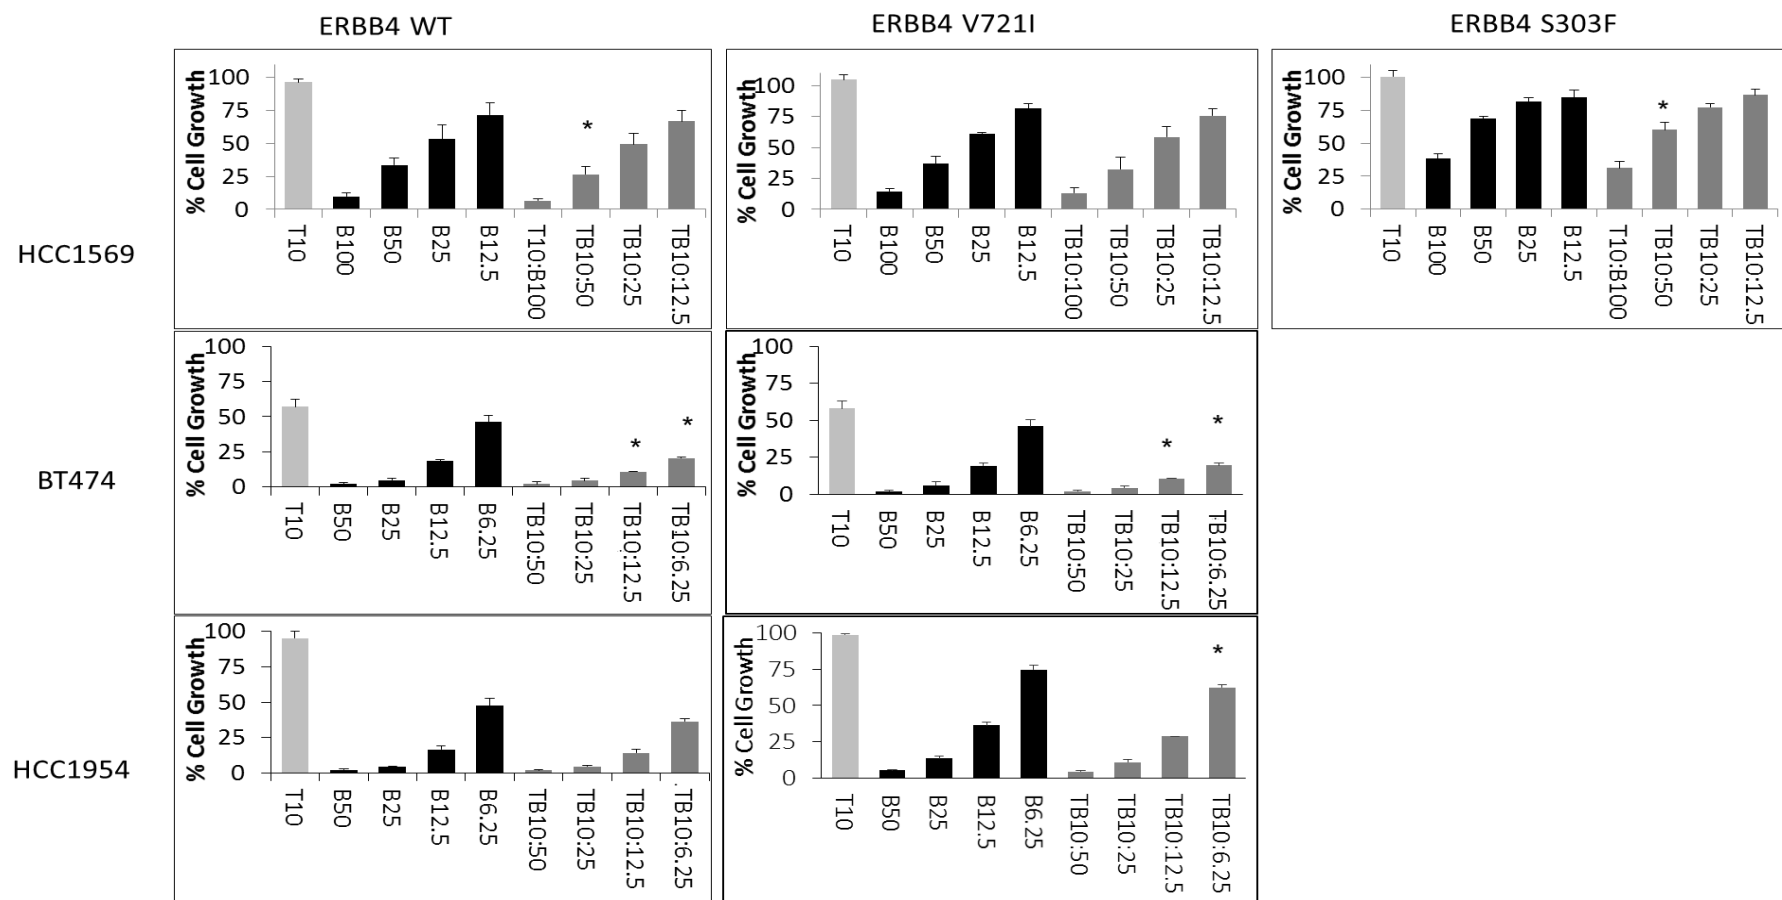 ERBB4 WT
ERBB4 V721I
ERBB4 S303F
HCC1569
% Cell Growth
100
75
50
25
0
*
T10
B100
B50
B25
B12.5
T10:B100
TB10:50
TB10:25
TB10:12.5
% Cell Growth
100
75
50
25
0
T10
B100
B50
B25
B12.5
TB10:100
TB10:50
TB10:25
TB10:12.5
% Cell Growth
100
75
50
25
0
*
T10
B100
B50
B25
B12.5
T10:B100
TB10:50
TB10:25
TB10:12.5
BT474
% Cell Growth
100
75
50
25
0
*
*
T10
B50
B25
B12.5
B6.25
TB10:50
TB10:25
TB10:12.5
TB10:6.25
% Cell Growth
100
75
50
25
0
*
*
T10
B50
B25
B12.5
B6.25
TB10:50
TB10:25
TB10:12.5
TB10:6.25
HCC1954
% Cell Growth
100
75
50
25
0
T10
B50
B25
B12.5
B6.25
TB10:50
TB10:25
TB10:12.5
.TB10:6.25
% Cell Growth
100
75
50
25
0
*
T10
B50
B25
B12.5
B6.25
TB10:50
TB10:25
TB10:12.5
TB10:6.25